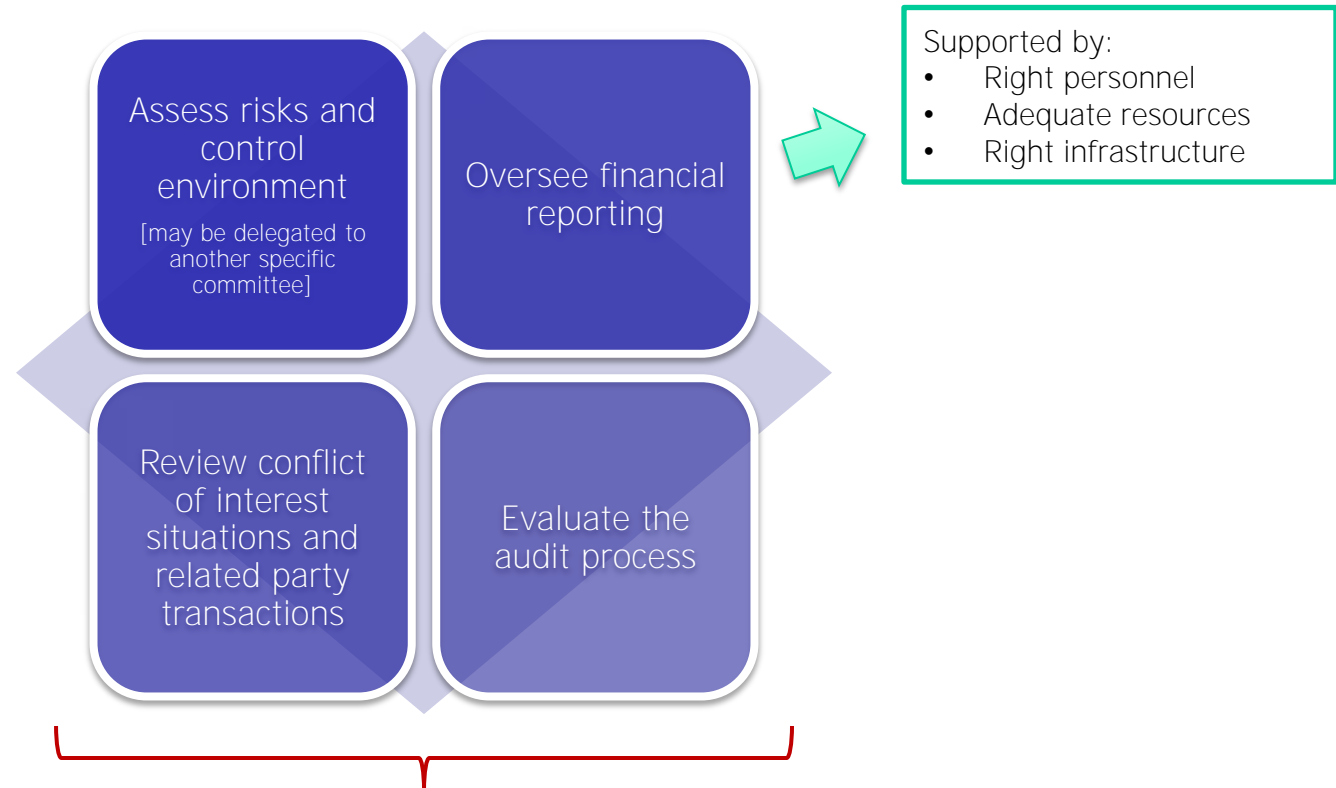 Assess risks and
control
environment
[may be delegated to
another specific
committee]
Oversee financial
reporting
Supported by:
• Right personnel
• Adequate resources
• Right infrastructure
Review conflict
of interest
situations and
related party
transactions
Evaluate the
audit process